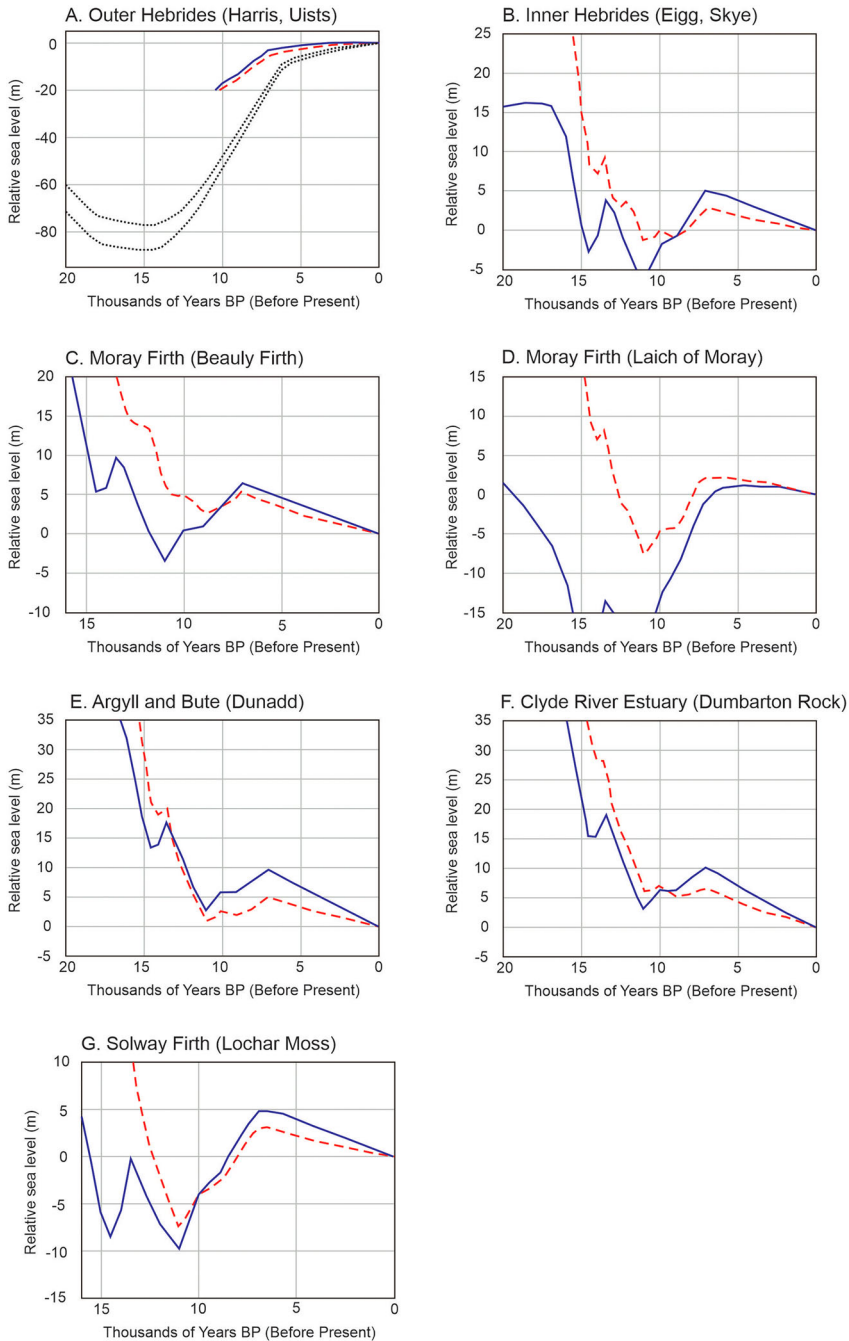 A. Outer Hebrides (Harris, Uists)
0
-20
-40
-60
-80
Relative sea level (m)
20 15 10 5 0
Thousands of Years BP (Before Present)
B. Inner Hebrides (Eigg, Skye)
25
20
15
10
5
0
-5
Relative sea level (m)
20 15 10 5 0
Thousands of Years BP (Before Present)
C. Moray Firth (Beauly Firth)
20
15
10
5
0
-5
-10
Relative sea level (m)
15 10 5 0
Thousands of Years BP (Before Present)
D. Moray Firth (Laich of Moray)
15
10
5
0
-5
-10
-15
Relative sea level (m)
20 15 10 5 0
Thousands of Years BP (Before Present)
E. Argyll and Bute (Dunadd)
35
30
25
20
15
10
5
0
-5
Relative sea level (m)
20 15 10 5 0
Thousands of Years BP (Before Present)
F. Clyde River Estuary (Dumbarton Rock)
35
30
25
20
15
10
5
0
-5
Relative sea level (m)
20 15 10 5 0
Thousands of Years BP (Before Present)
G. Solway Firth (Lochar Moss)
10
5
0
-5
-10
-15
Relative sea level (m)
15 10 5 0
Thousands of Years BP (Before Present)